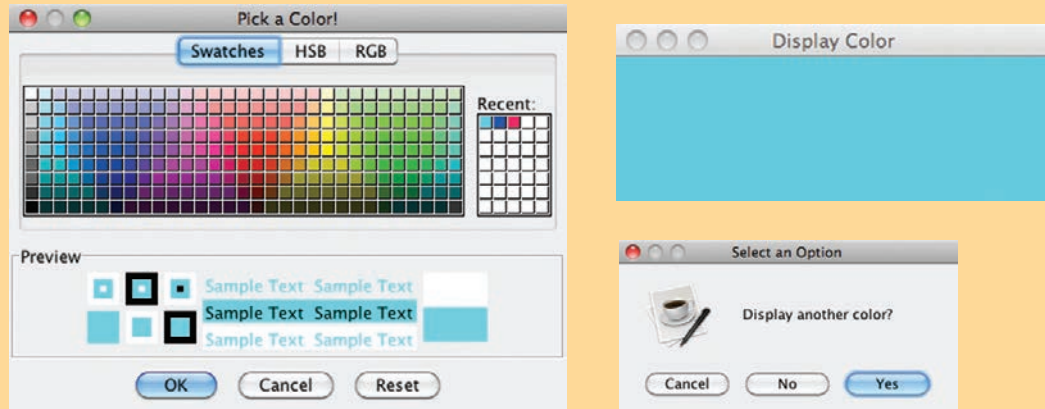 Pick a Color!
Swatches HSB RGB
Recent:
Preview
Sample Text Sample Text
Sample Text Sample Text
Sample Text Sample Text
OK Cancel Reset
Display Color
Select an Option
Display another color?
Cancel No Yes